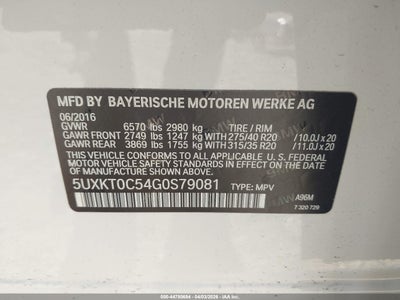 MFD BY BAYERISCHE MOTOREN WERKE AG
06/2016
GVWR 6570 lbs 2980 kg TIRE / RIM
GAWR FRONT 2749 lbs 1247 kg WITH 275/40 R20 /10.0J x 20
GAWR REAR 3869 lbs 1755 kg WITH 315/35 R20 /11.0J x 20
THIS VEHICLE CONFORMS TO ALL APPLICABLE U. S. FEDERAL
MOTOR VEHICLE SAFETY AND THEFT PREVENTION STANDARDS
IN EFFECT ON THE DATE OF MANUFACTURE SHOWN ABOVE.
5UXKT0C54G0S79081 TYPE: MPV
A96M
7 320 729